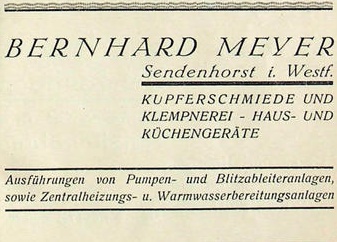 BERNHARD MEYER
Sendenhorst i. Westf.
KUPFERSCHMIEDE UND
KLEMPNEREI - HAUS- UND
KÜCHENGERÄTE
Ausführungen von Pumpen- und Blitzableiteranlagen,
sowie Zentralheizungs- u. Warmwasserbereitungsanlagen